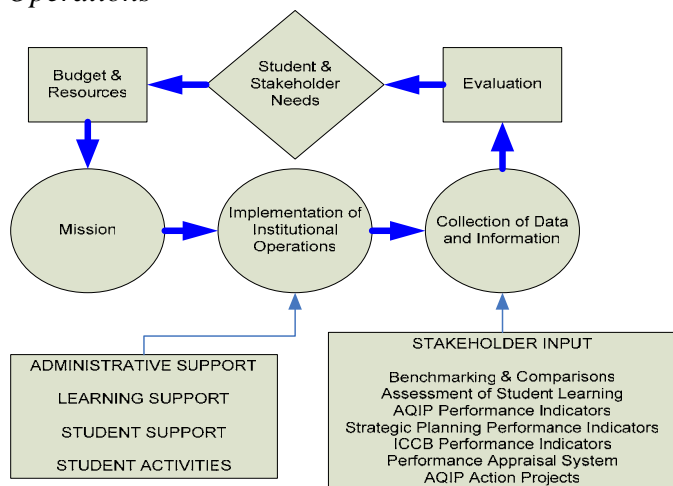 Operations
Budget &
Resources
Student &
Stakeholder
Needs
Evaluation
Mission
Implementation of
Institutional
Operations
Collection of Data
and Information
ADMINISTRATIVE SUPPORT
LEARNING SUPPORT
STUDENT SUPPORT
STUDENT ACTIVITIES
STAKEHOLDER INPUT
Benchmarking & Comparisons
Assessment of Student Learning
AQIP Performance Indicators
Strategic Planning Performance Indicators
ICCB Performance Indicators
Performance Appraisal System
AQIP Action Projects